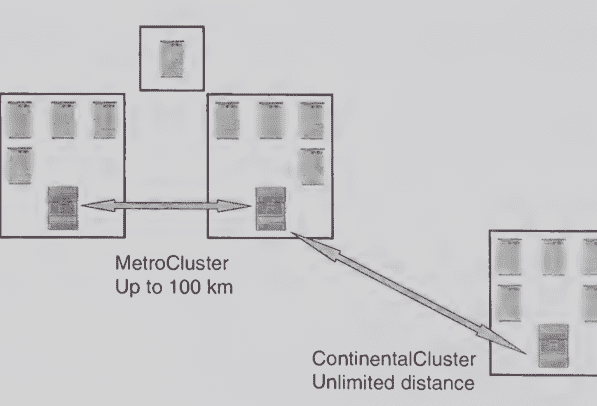 MetroCluster
Up to 100 km
ContinentalCluster
Unlimited distance